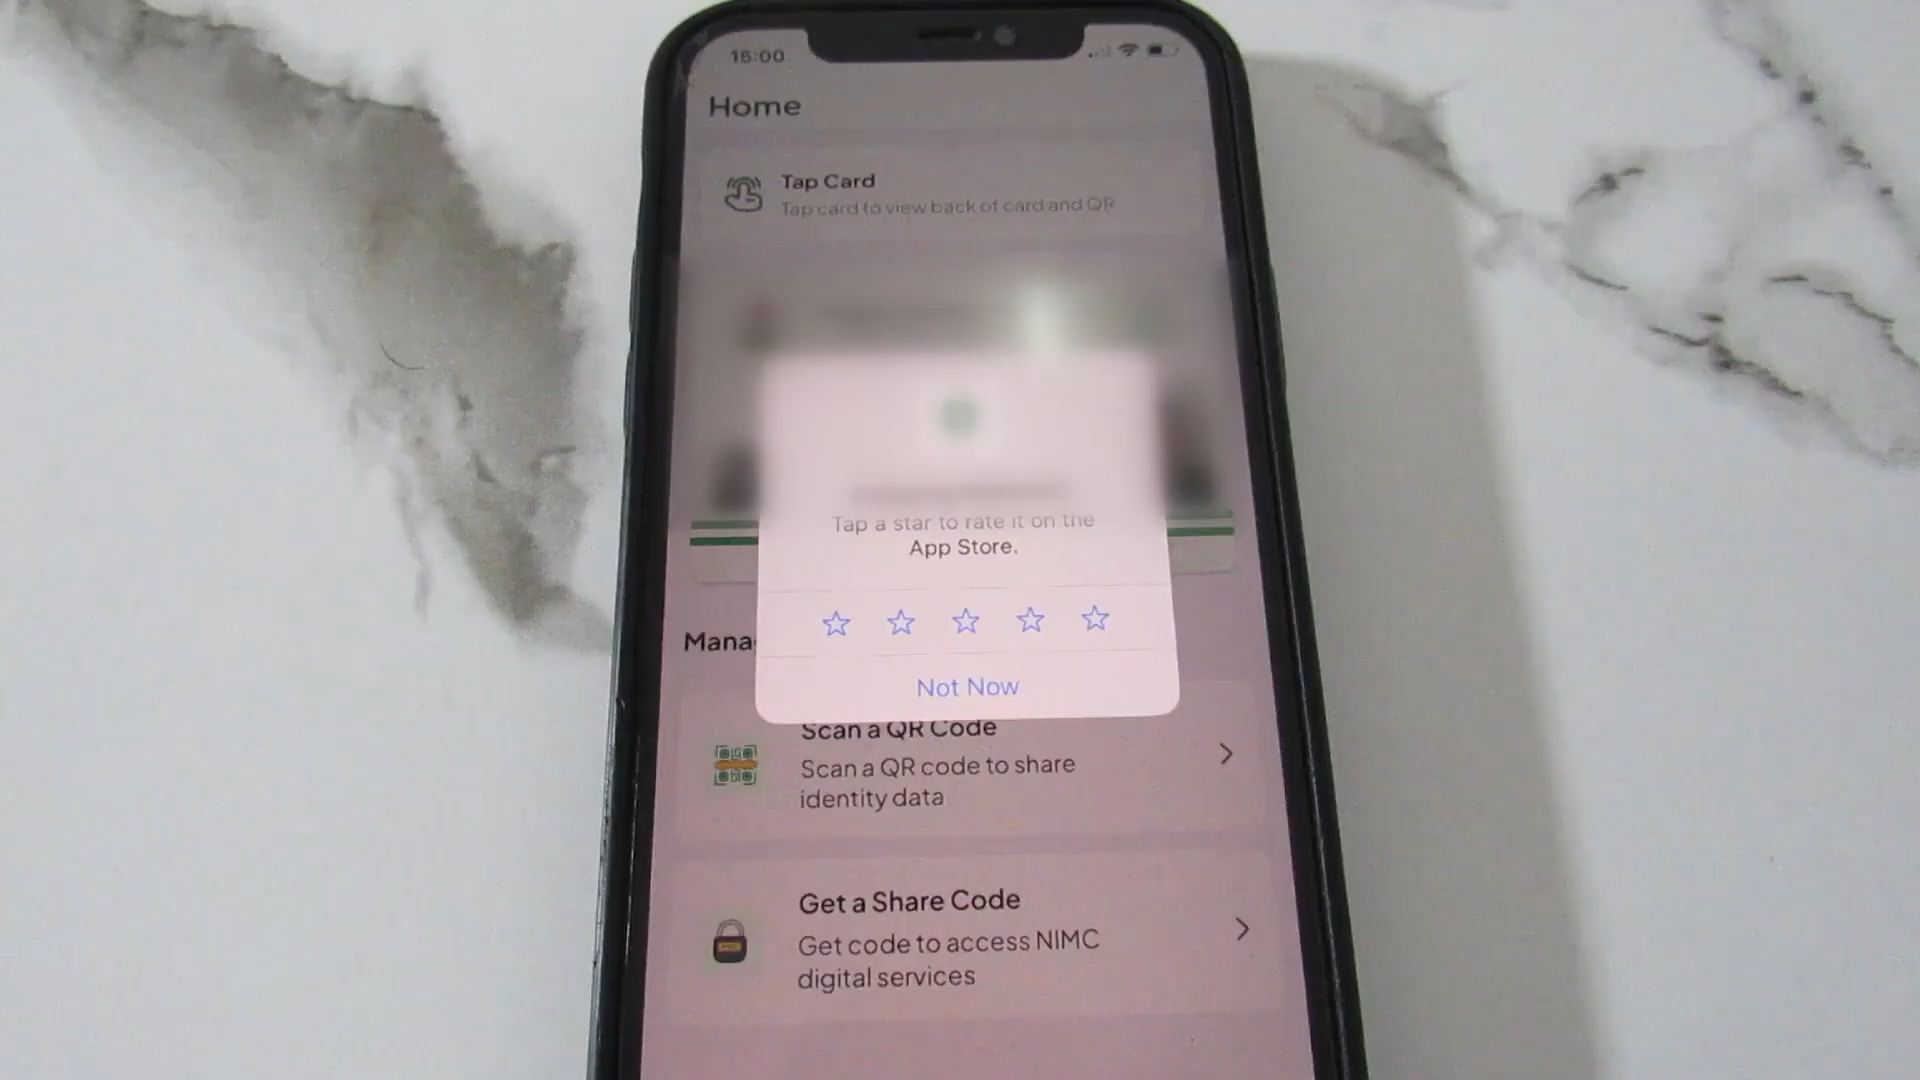 15:00
Home
Tap Card
Tap card to view back of card and QR
Tap a star to rate it on the
App Store.
Mana
Not Now
Scan a QR Code
Scan a QR code to share
identity data
Get a Share Code
Get code to access NIMC
digital services